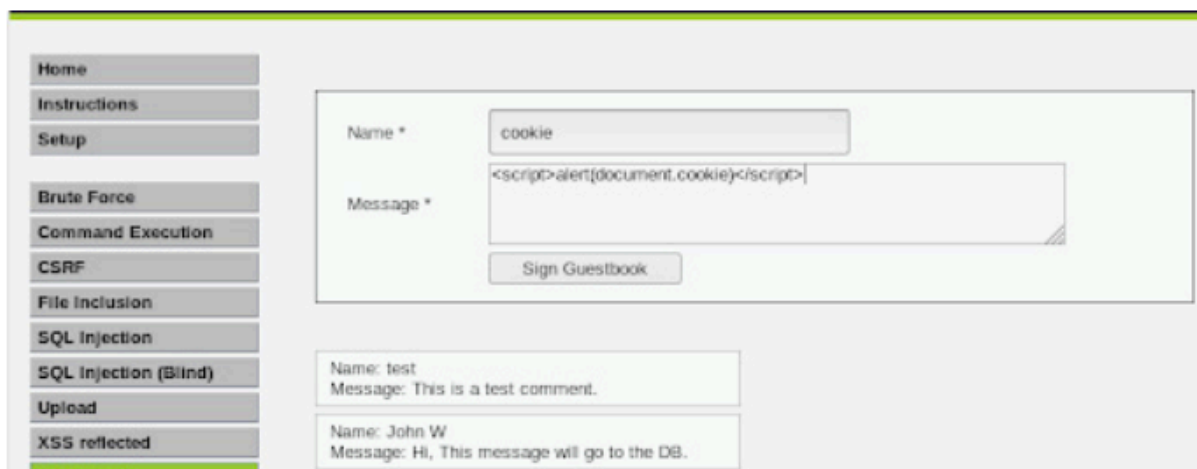 Home
Instructions
Setup
Brute Force
Command Execution
CSRF
File Inclusion
SQL Injection
SQL Injection (Blind)
Upload
XSS reflected
Name *
cookie
Message *
<script>alert(document.cookie)</script>
Sign Guestbook
Name: test
Message: This is a test comment.
Name: John W
Message: Hi, This message will go to the DB.